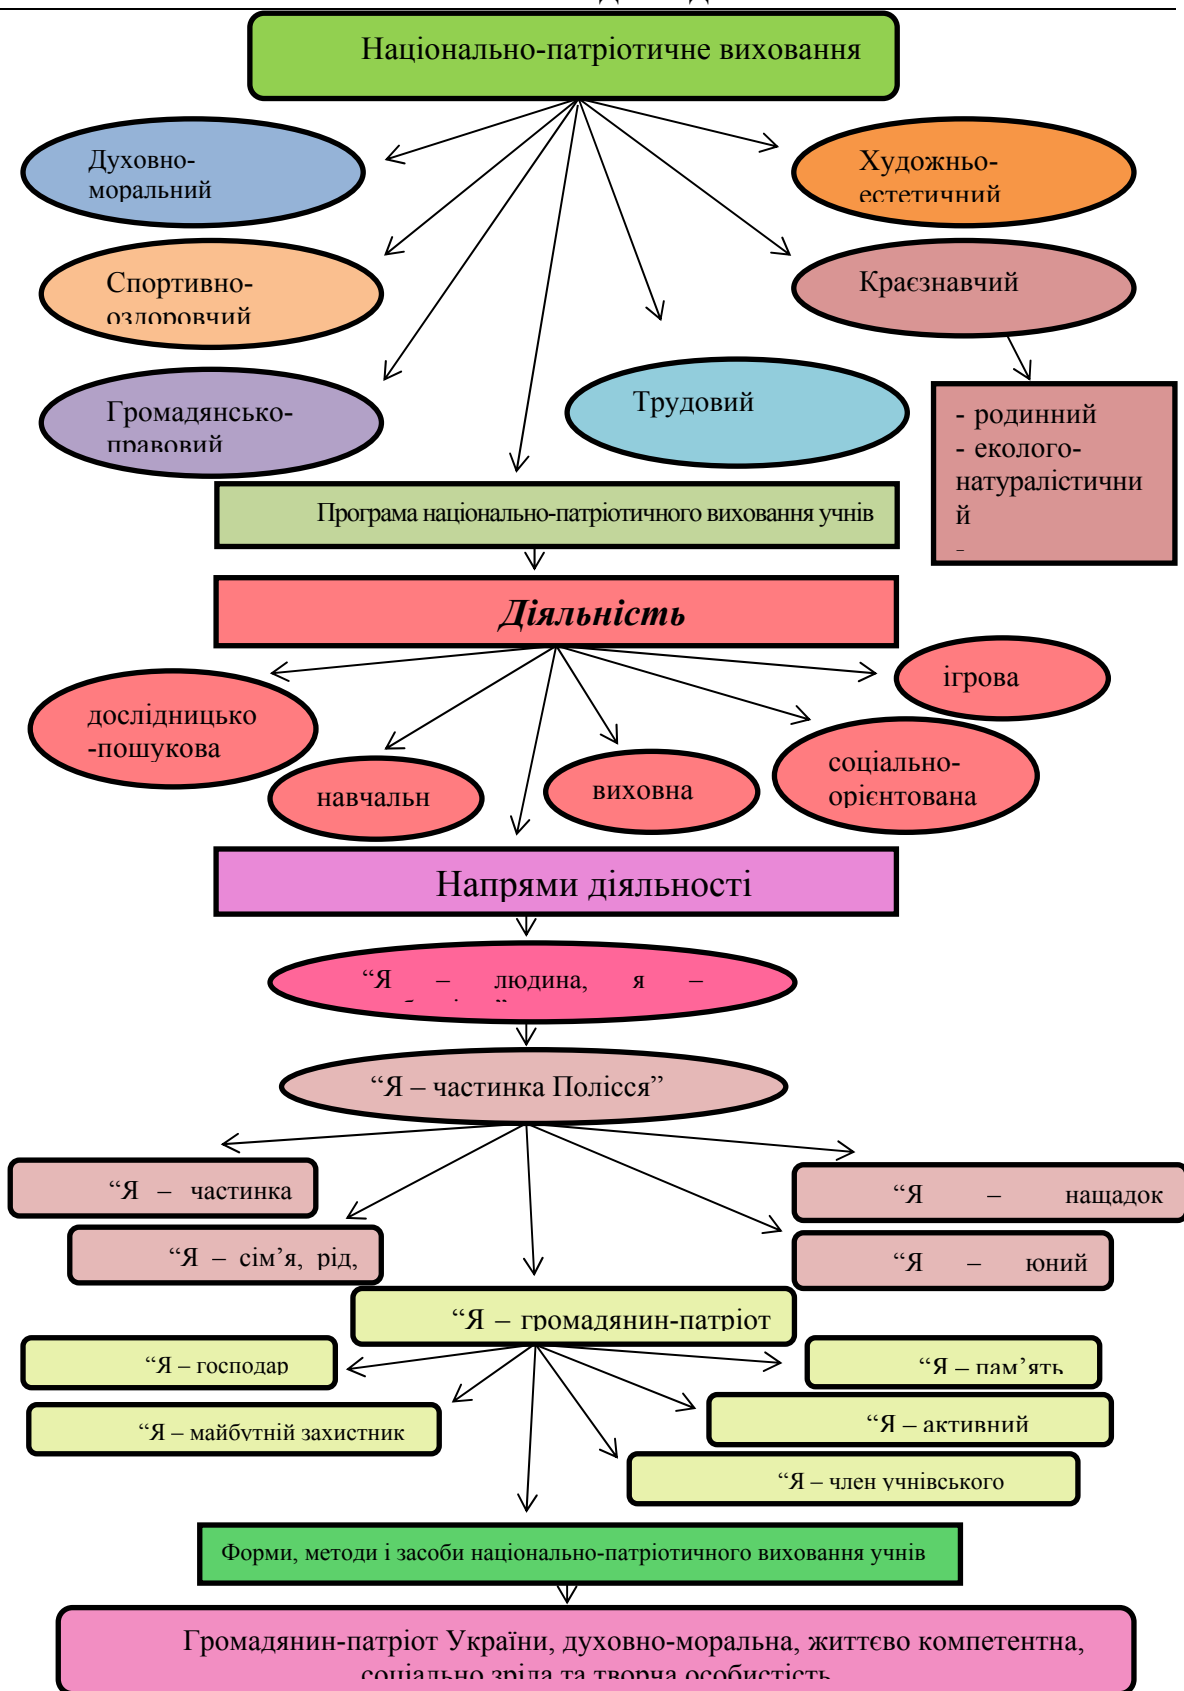 Національно-патріотичне виховання
Духовно-
моральний
Художньо-
естетичний
Спортивно-
оздоровчий
Краєзнавчий
Громадянсько-
правовий
Трудовий
- родинний
- еколого-
натуралістични
й
-
Програма національно-патріотичного виховання учнів
Діяльність
ігрова
дослідницько
-пошукова
соціально-
орієнтована
навчальн
виховна
Напрями діяльності
“Я – людина, я –
“Я – частинка Полісся”
“Я – частинка
“Я – нащадок
“Я – сім’я, рід,
“Я – юний
“Я – громадянин-патріот
“Я – господар
“Я – пам’ять
“Я – майбутній захистник
“Я – активний
“Я – член учнівського
Форми, методи і засоби національно-патріотичного виховання учнів
Громадянин-патріот України, духовно-моральна, життєво компетентна,
соціально зріла та творча особистість